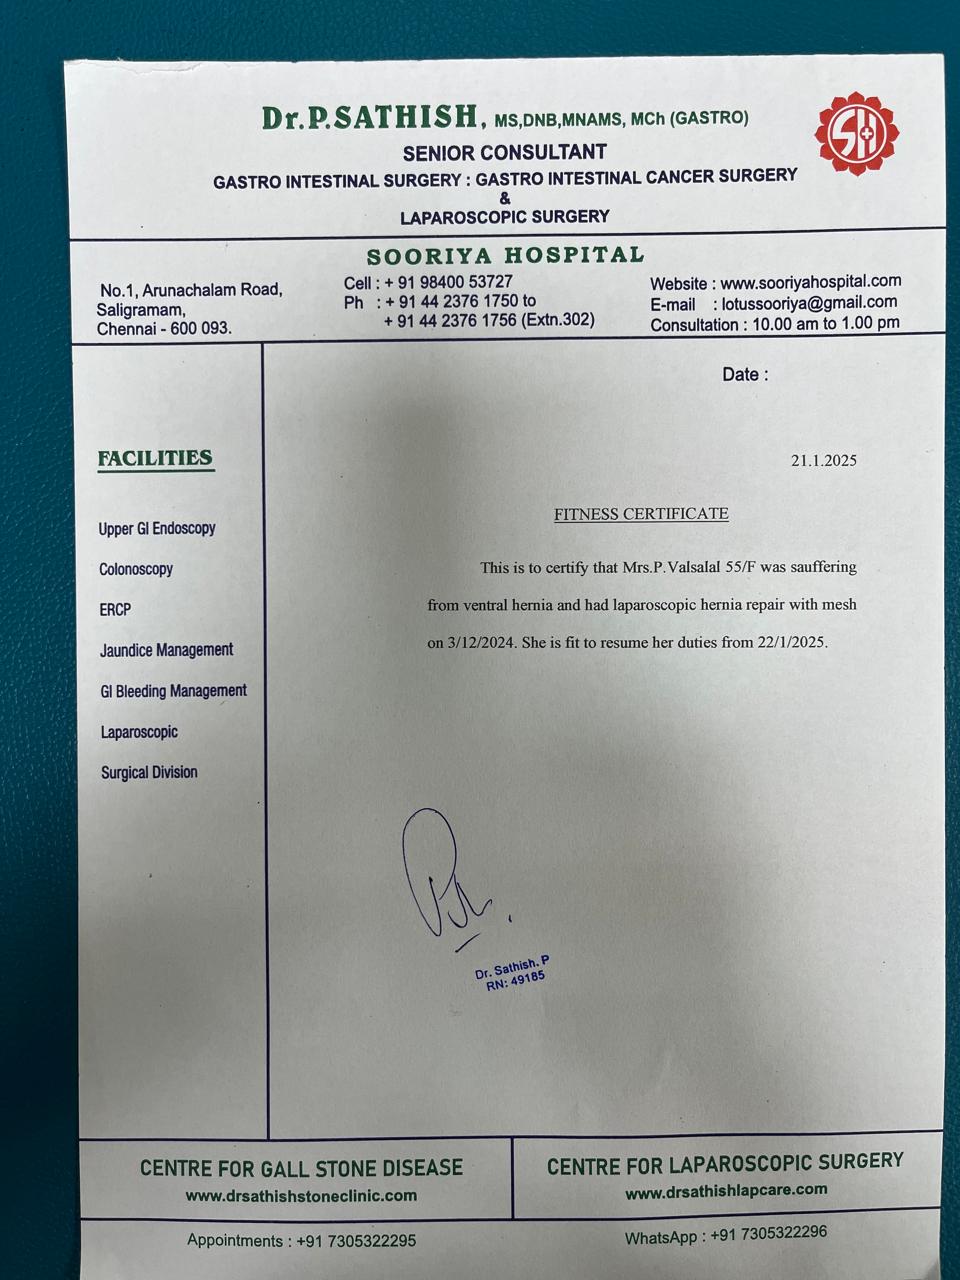 Dr.P.SATHISH, MS,DNB,MNAMS, MCh (GASTRO)
SENIOR CONSULTANT
GASTRO INTESTINAL SURGERY : GASTRO INTESTINAL CANCER SURGERY
&
LAPAROSCOPIC SURGERY
SH
SOORIYA HOSPITAL
No.1, Arunachalam Road,
Saligramam,
Chennai - 600 093.
Cell : + 91 98400 53727
Ph : + 91 44 2376 1750 to
+ 91 44 2376 1756 (Extn.302)
Website : www.sooriyahospital.com
E-mail : lotussooriya@gmail.com
Consultation : 10.00 am to 1.00 pm
Date :
21.1.2025
FACILITIES
Upper GI Endoscopy
Colonoscopy
ERCP
Jaundice Management
GI Bleeding Management
Laparoscopic
Surgical Division
FITNESS CERTIFICATE
This is to certify that Mrs.P.Valsalal 55/F was sauffering
from ventral hernia and had laparoscopic hernia repair with mesh
on 3/12/2024. She is fit to resume her duties from 22/1/2025.
Dr. Sathish. P
RN: 49185
CENTRE FOR GALL STONE DISEASE
www.drsathishstoneclinic.com
CENTRE FOR LAPAROSCOPIC SURGERY
www.drsathishlapcare.com
Appointments : +91 7305322295
WhatsApp : +91 7305322296